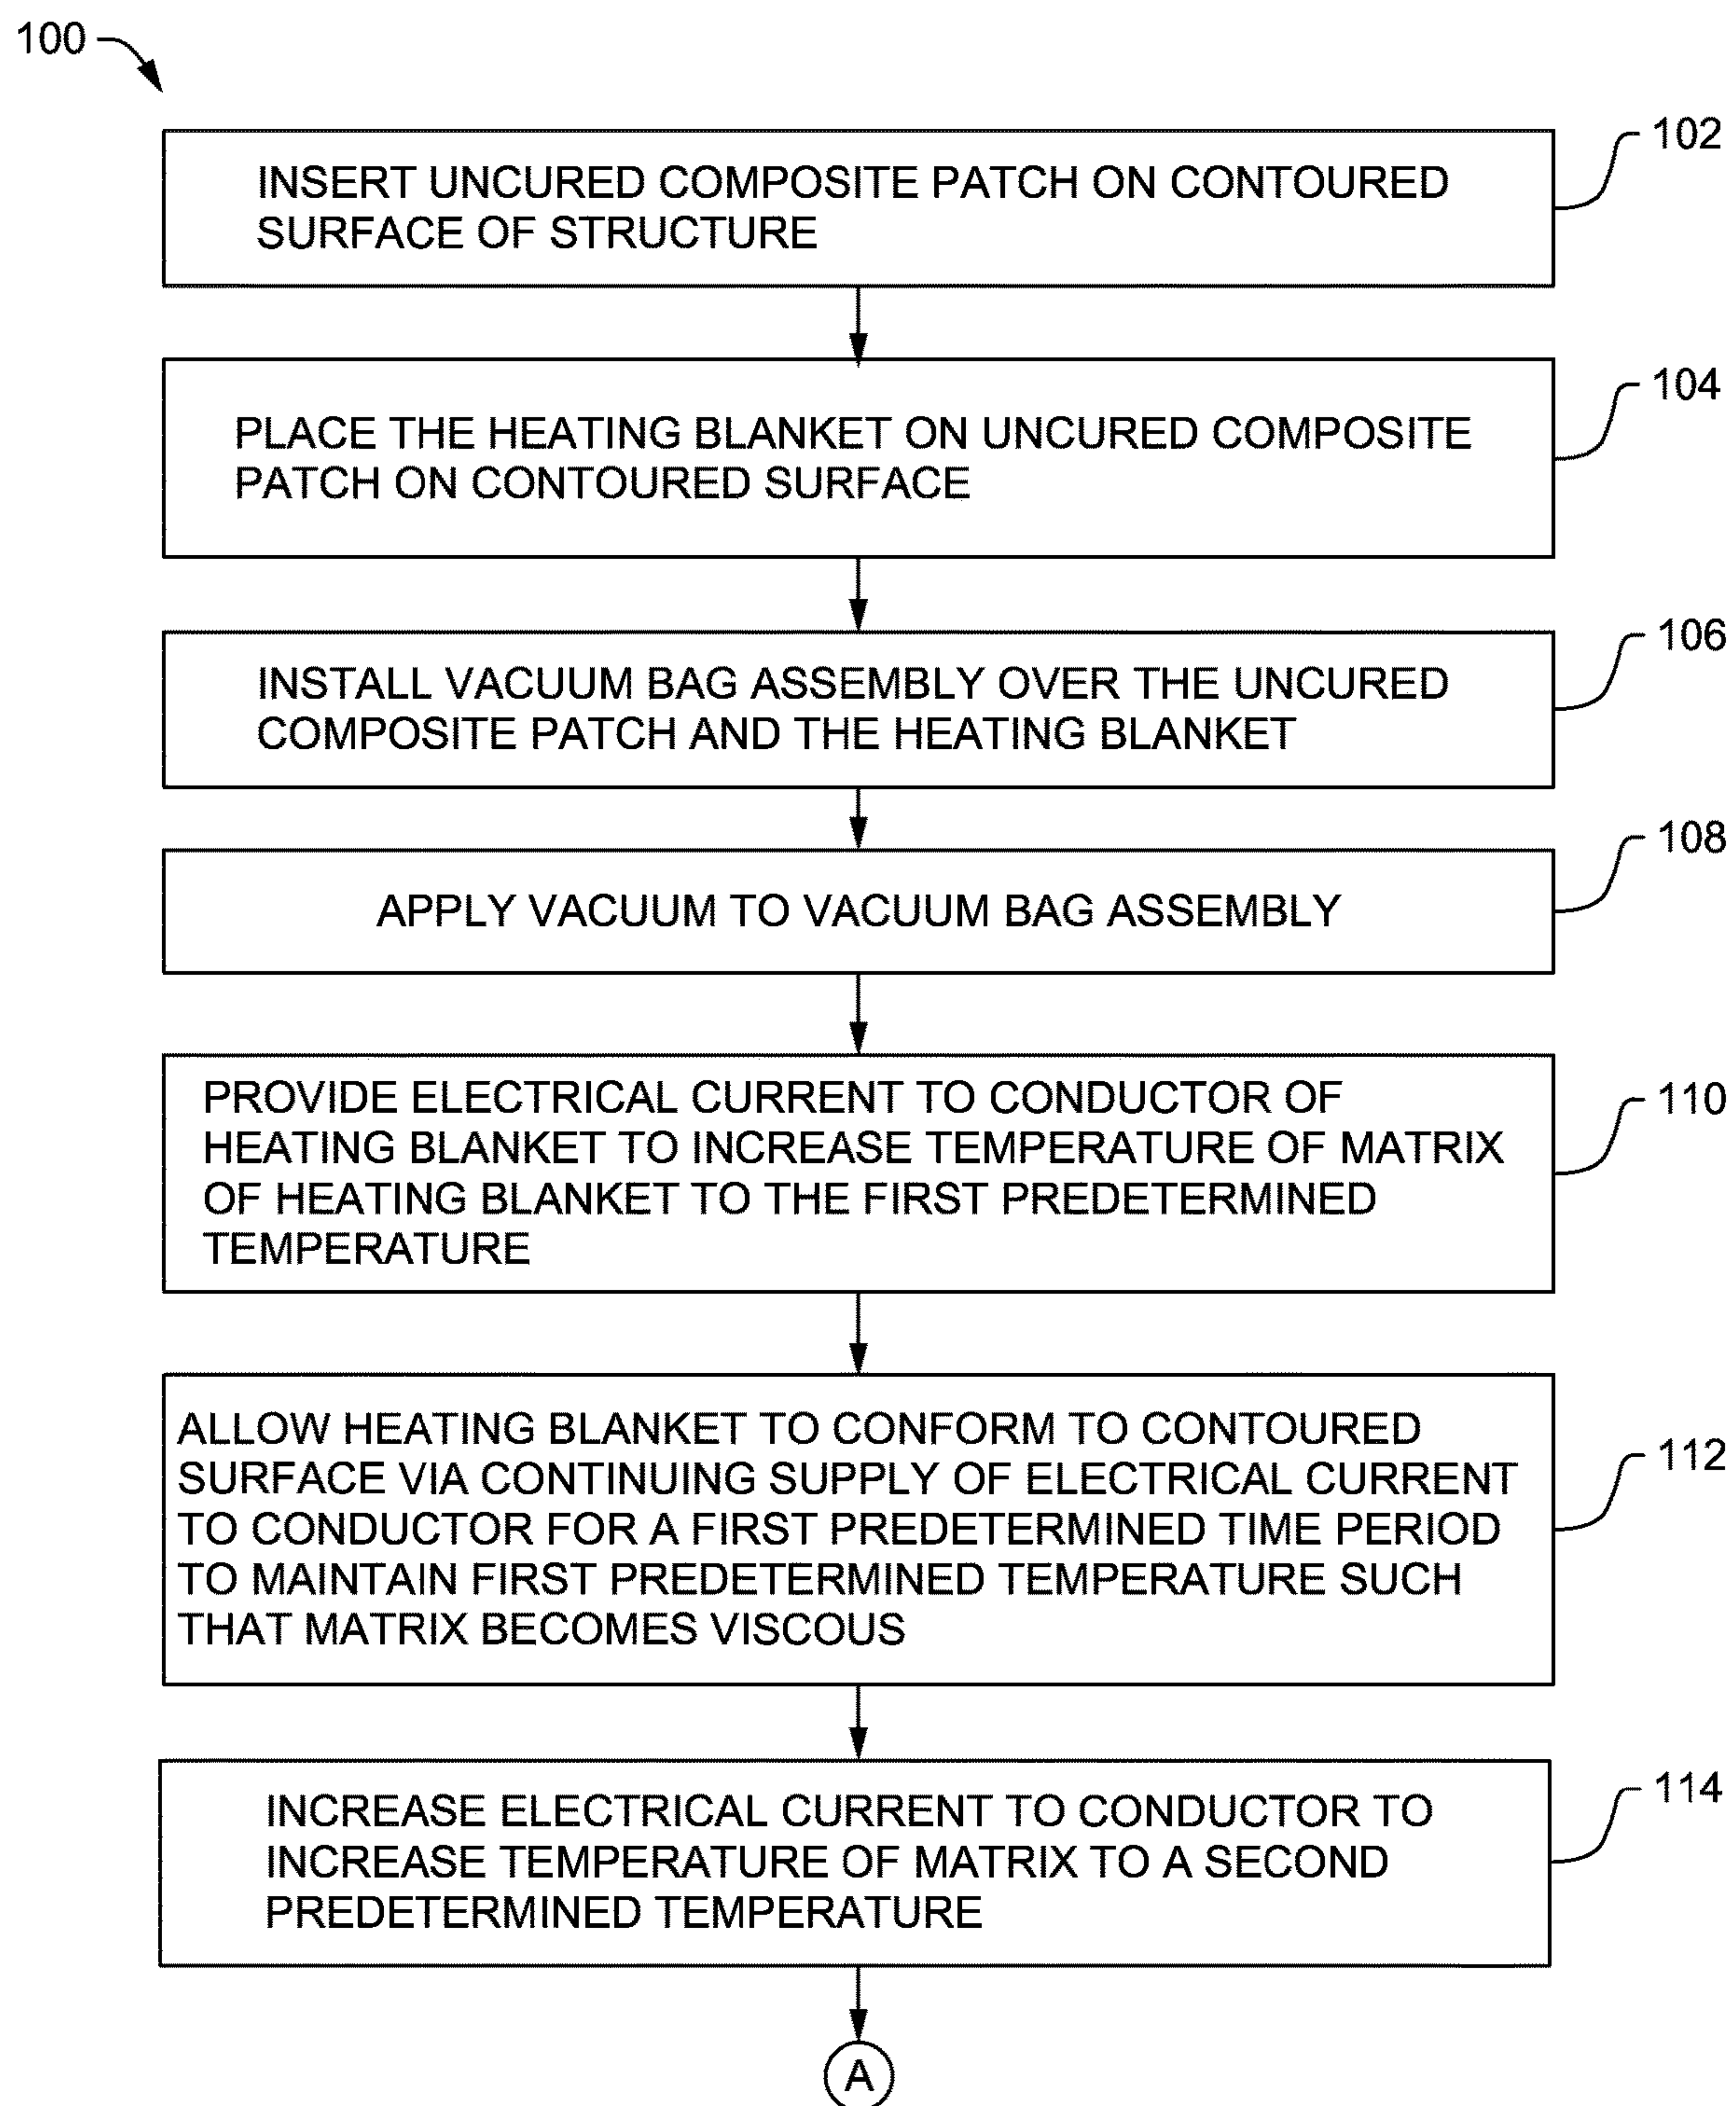 100
102
INSERT UNCURED COMPOSITE PATCH ON CONTOURED
SURFACE OF STRUCTURE
104
PLACE THE HEATING BLANKET ON UNCURED COMPOSITE
PATCH ON CONTOURED SURFACE
106
INSTALL VACUUM BAG ASSEMBLY OVER THE UNCURED
COMPOSITE PATCH AND THE HEATING BLANKET
108
APPLY VACUUM TO VACUUM BAG ASSEMBLY
110
PROVIDE ELECTRICAL CURRENT TO CONDUCTOR OF
HEATING BLANKET TO INCREASE TEMPERATURE OF MATRIX
OF HEATING BLANKET TO THE FIRST PREDETERMINED
TEMPERATURE
112
ALLOW HEATING BLANKET TO CONFORM TO CONTOURED
SURFACE VIA CONTINUING SUPPLY OF ELECTRICAL CURRENT
TO CONDUCTOR FOR A FIRST PREDETERMINED TIME PERIOD
TO MAINTAIN FIRST PREDETERMINED TEMPERATURE SUCH
THAT MATRIX BECOMES VISCOUS
114
INCREASE ELECTRICAL CURRENT TO CONDUCTOR TO
INCREASE TEMPERATURE OF MATRIX TO A SECOND
PREDETERMINED TEMPERATURE
A